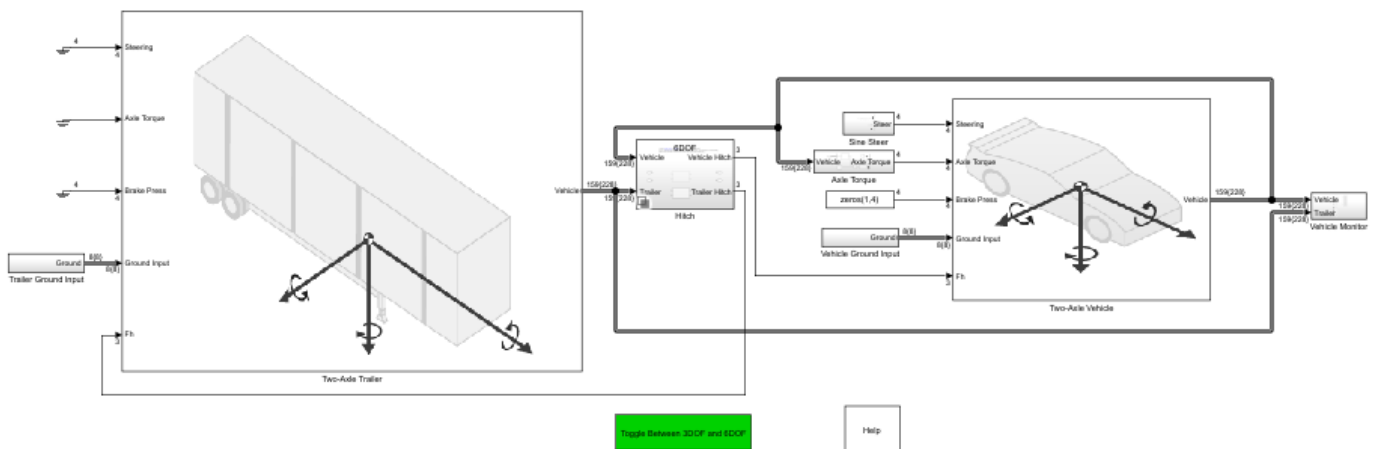 4
Steering
4
Axle Torque
4
Brake Press
4
Ground
8(8)
8(8)
Ground Input
Trailer Ground Input
Fh
3
Vehicle
Two-Axle Trailer
159(228)
159(228)
6DOF
159(228)
Vehicle
Vehicle Hitch
3
Trailer
Trailer Hitch
3
Hitch
Steer
4
4
Steering
Sine Steer
Vehicle
Axle Torque
4
4
Axle Torque
159(228)
Axle Torque
zeros(1,4)
4
4
Brake Press
Ground
8(8)
8(8)
Ground Input
Vehicle Ground Input
3
Fh
Vehicle
Two-Axle Vehicle
159(228)
159(228)
159(228)
Vehicle
Trailer
Vehicle Monitor
Toggle Between 3DOF and 6DOF
Help